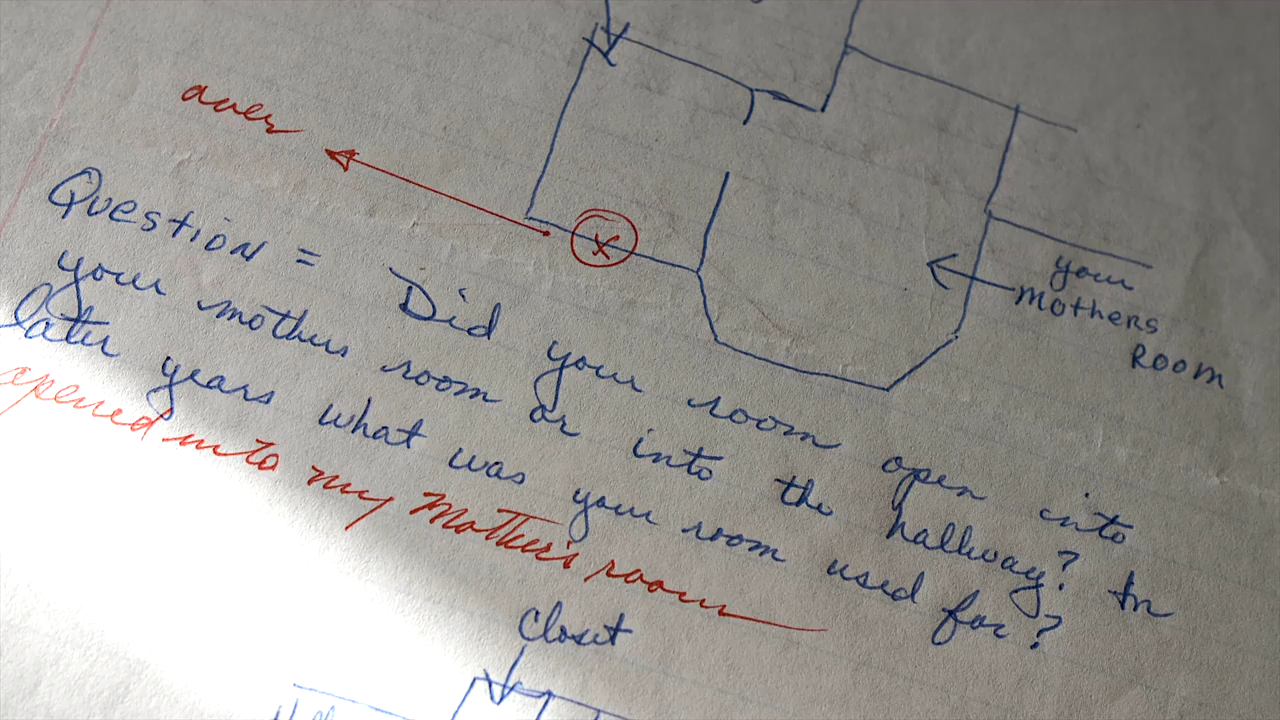 over
x
your
Mothers
Room
Question = Did your room open into
your mothers room or into the hallway? In
later years what was your room used for?
opened into my Mother's room
Closet